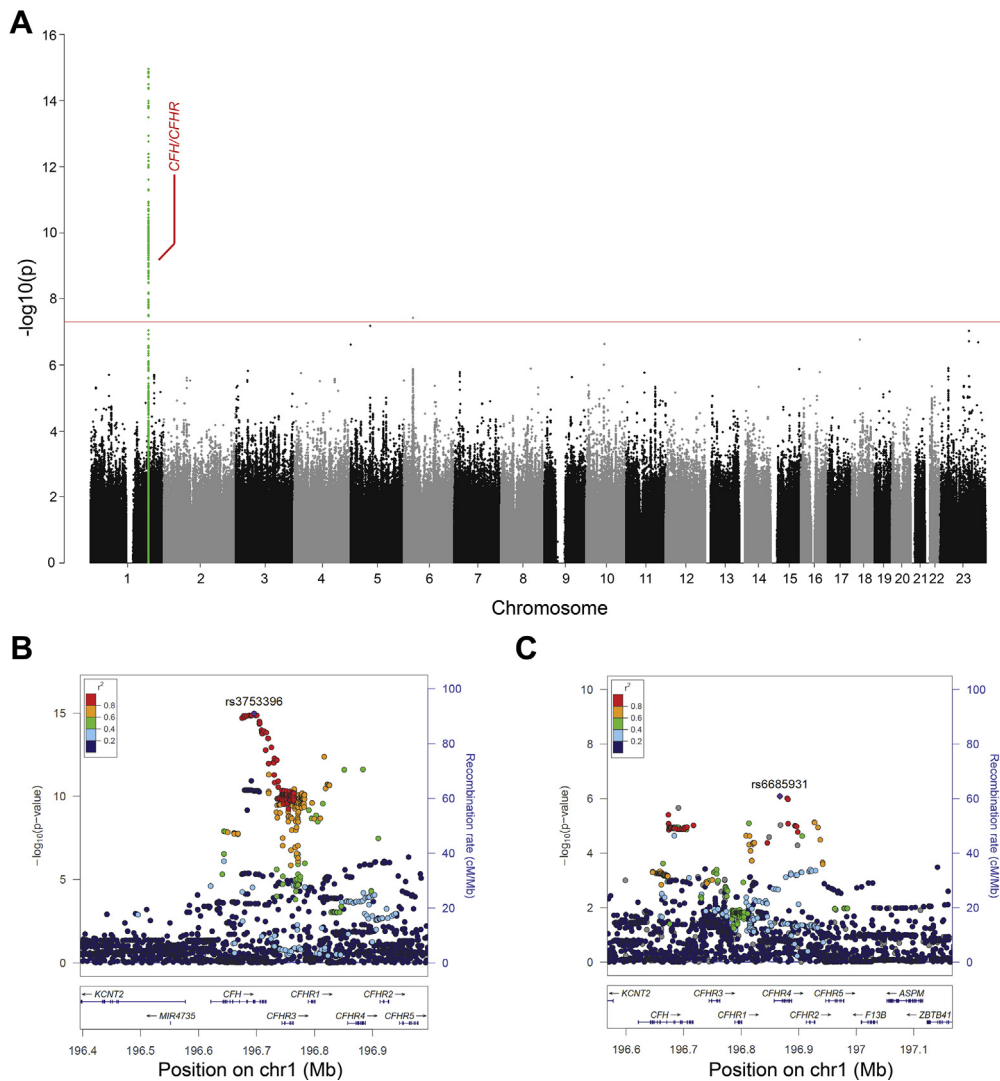 A
16
14
12
10
8
6
4
2
0
-log10(p)
CFH/CFHR
1 2 3 4 5 6 7 8 9 10 11 12 13 14 15 16 17 18 19 20 21 22 23
Chromosome
B
r²
0.8
0.6
0.4
0.2
rs3753396
15
10
5
0
−log₁₀(p−value)
100
80
60
40
20
0
Recombination rate (cM/Mb)
← KCNT2
CFH →
CFHR1 →
CFHR2 →
← MIR4735
CFHR3 →
CFHR4 →
CFHR5 →
196.4 196.5 196.6 196.7 196.8 196.9
Position on chr1 (Mb)
C
r²
0.8
0.6
0.4
0.2
rs6685931
10
8
6
4
2
0
−log₁₀(p−value)
100
80
60
40
20
0
Recombination rate (cM/Mb)
← KCNT2
CFHR3 →
CFHR4 →
CFHR5 →
← ASPM
CFH →
CFHR1 →
CFHR2 →
← F13B
← ZBTB41
196.6 196.7 196.8 196.9 197 197.1
Position on chr1 (Mb)